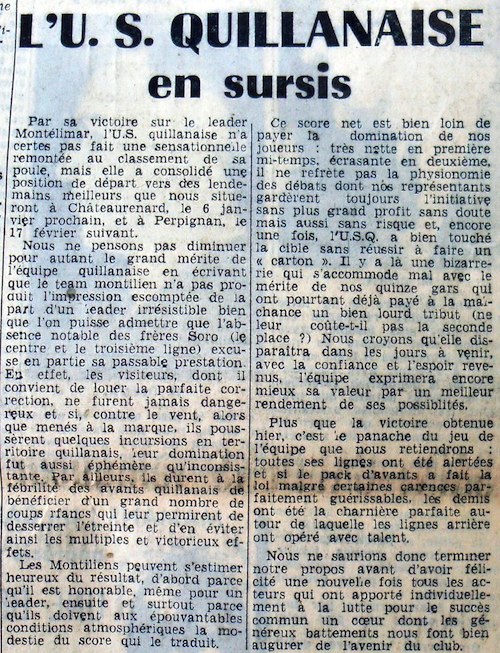 L'U. S. QUILLANAISE
en sursis
Par sa victoire sur le leader
Montélimar, l'U.S. quillanaise n'a
certes pas fait une sensationnelle
remontée au classement de sa
poule, mais elle a consolidé une
position de départ vers des lende-
mains meilleurs que nous situe-
ront à Châteaurenard, le 6 jan-
vier prochain, et à Perpignan, le
17 février suivant.
Nous ne pensons pas diminuer
pour autant le grand mérite de
l'équipe quillanaise en écrivant
que le team montilien n'a pas pro-
duit l'impression escomptée de la
part d'un leader irrésistible bien
que l'on puisse admettre que l'ab-
sence notable des frères Soro (le
centre et le troisième ligne) excu-
se en partie sa passable prestation.
En effet, les visiteurs, dont il
convient de louer la parfaite cor-
rection, ne furent jamais dange-
reux et si, contre le vent, alors
que menés à la marque, ils pous-
sèrent quelques incursions en ter-
ritoire quillanais, leur domination
fut aussi éphémère qu'inconsis-
tante. Par ailleurs, ils durent à la
fébrilité des avants quillanais de
bénéficier d'un grand nombre de
coups rfancs qui leur permirent de
desserrer l'étreinte et d'en éviter
ainsi les multiples et victorieux ef-
fets.
Les Montiliens peuvent s'estimer
heureux du résultat, d'abord parce
qu'il est honorable, même pour un
leader, ensuite et surtout parce
qu'ils doivent aux épouvantables
conditions atmosphériques la mo-
destie du score qui le traduit.
Ce score net est bien loin de
payer la domination de nos
joueurs : très nette en première
mi-temps, écrasante en deuxième,
il ne refrète pas la physionomie
des débats dont nos représentants
gardèrent toujours l'initiative
sans plus grand profit sans doute
mais aussi sans risque et, encore
une fois, l'U.S.Q. a bien touché
la cible sans réussir à faire un
« carton ». Il y a là une bizarre-
rie qui s'accommode mal avec le
mérite de nos quinze gars qui
ont pourtant déjà payé à la mal-
chance un bien lourd tribut (ne
leur coûte-t-il pas la seconde
place ?) Nous croyons qu'elle dis-
paraîtra dans les jours à venir,
avec la confiance et l'espoir reve-
nus, l'équipe exprimera encore
mieux sa valeur par un meilleur
rendement de ses possiblités.
Plus que la victoire obtenue
hier, c'est le panache du jeu de
l'équipe que nous retiendrons :
toutes ses lignes ont été alertées
et si le pack d'avants a fait la
loi malgré certaines carences par-
faitement guérissables, les demis
ont été la charnière parfaite au-
tour de laquelle les lignes arrière
ont opéré avec talent.
Nous ne saurions donc terminer
notre propos avant d'avoir féli-
cité une nouvelle fois tous les ac-
teurs qui ont apporté individuelle-
ment à la lutte pour le succès
commun un cœur dont les gé-
néreux battements nous font bien
augurer de l'avenir du club.